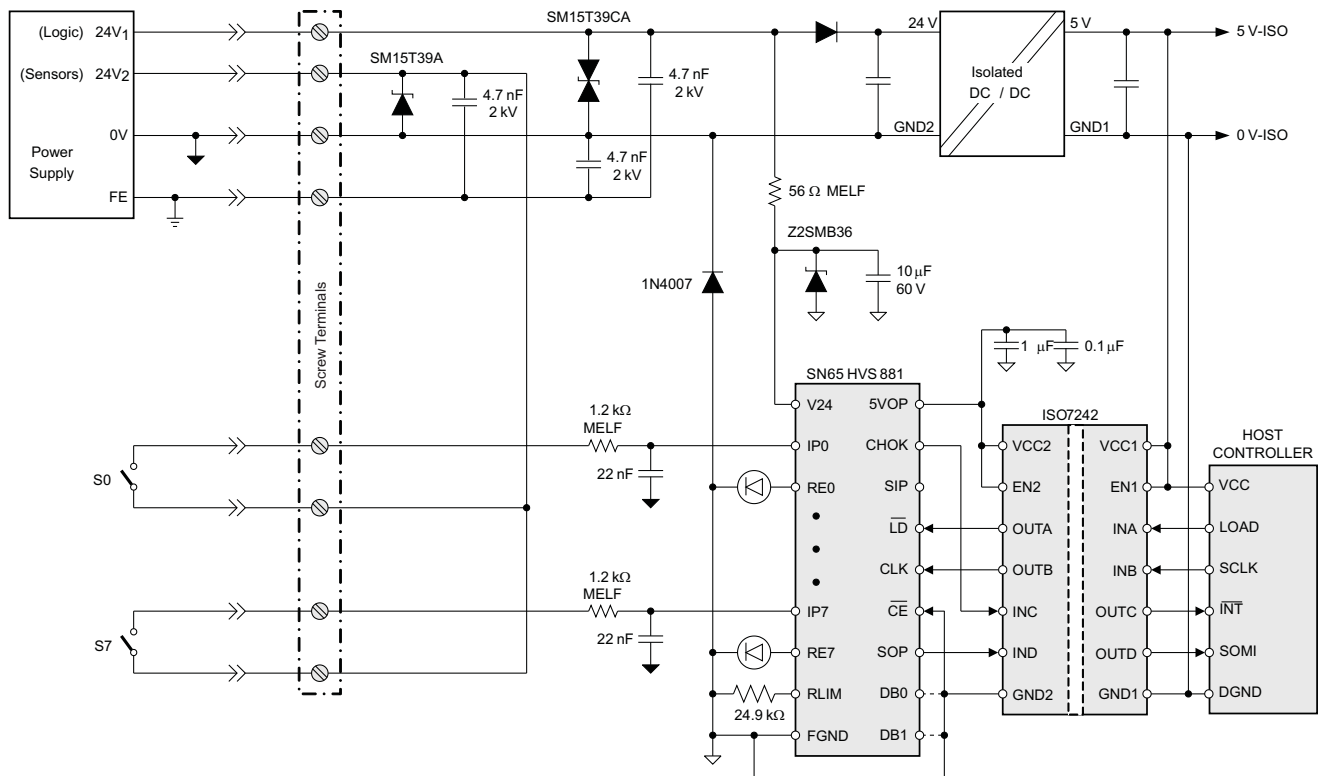 SM15T39CA
(Logic) 24V1
24 V
5 V
5 V-ISO
SM15T39A
(Sensors) 24V2
4.7 nF
2 kV
4.7 nF
2 kV
Isolated
DC / DC
0V
GND2
GND1
0 V-ISO
Power
Supply
4.7 nF
2 kV
FE
56 Ω MELF
Z2SMB36
1N4007
10 µF
60 V
Screw Terminals
1 µF
0.1 µF
SN65 HVS 881
V24
5VOP
ISO7242
1.2 kΩ
MELF
HOST
CONTROLLER
IP0
CHOK
VCC2
VCC1
S0
22 nF
RE0
SIP
EN2
EN1
VCC
LD
OUTA
INA
LOAD
CLK
OUTB
INB
SCLK
1.2 kΩ
MELF
IP7
CE
INC
OUTC
INT
S7
22 nF
RE7
SOP
IND
OUTD
SOMI
RLIM
DB0
GND2
GND1
DGND
24.9 kΩ
FGND
DB1